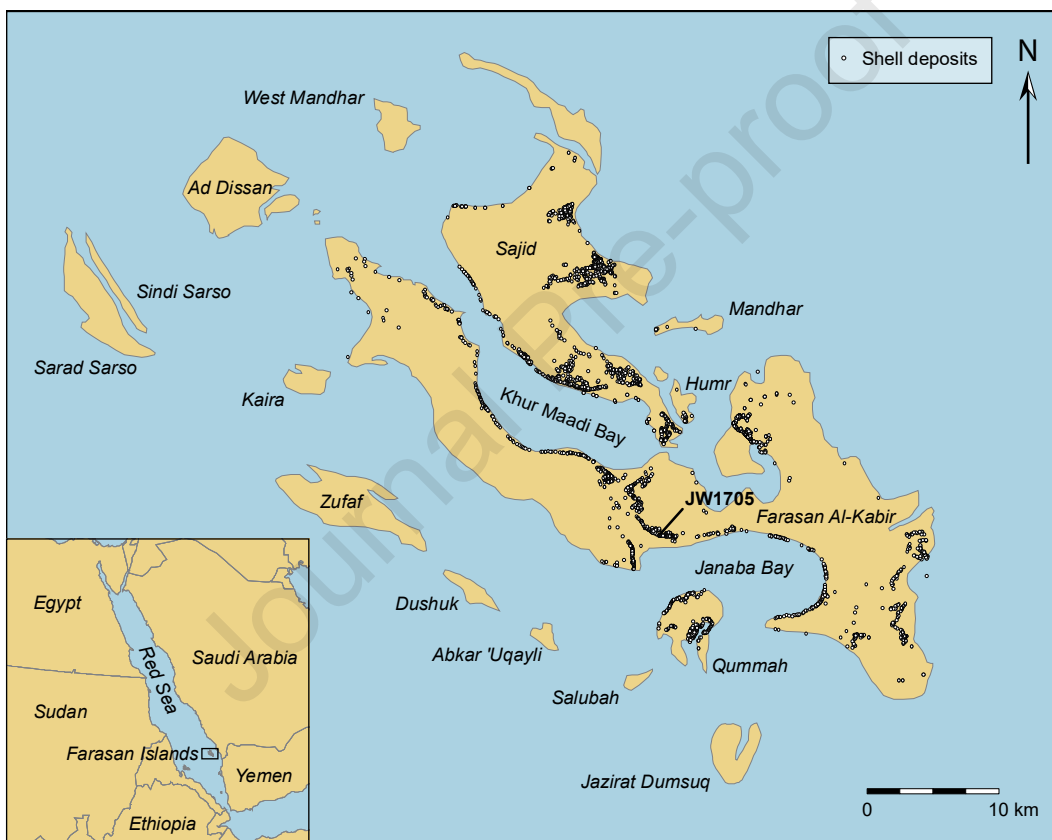 Shell deposits
N
West Mandhar
Ad Dissan
Sajid
Sindi Sarso
Mandhar
Sarad Sarso
Kaira
Humr
Khur Maadi Bay
Zufaf
JW1705
Farasan Al-Kabir
Janaba Bay
Dushuk
Abkar 'Uqayli
Qummah
Salubah
Jazirat Dumsuq
0 10 km
Egypt
Saudi Arabia
Red Sea
Sudan
Farasan Islands
Yemen
Ethiopia
Journal Pre-proof